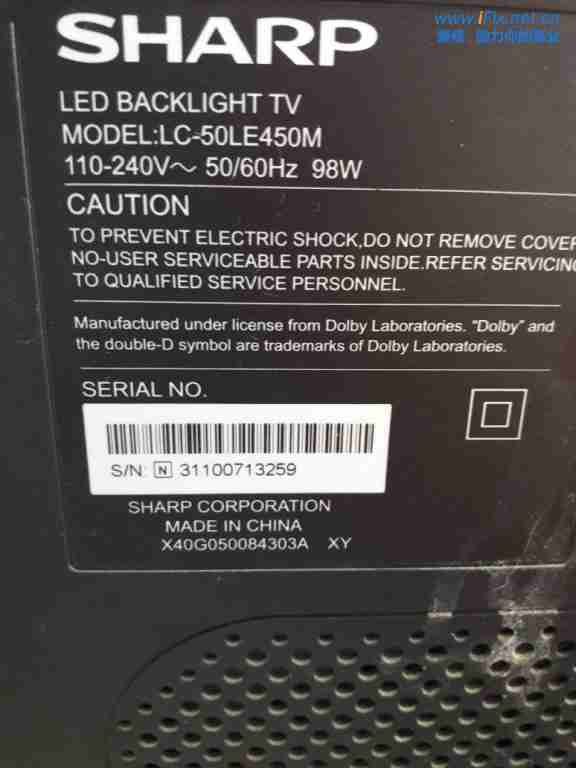 www.iFix.net.cn
SHARP
LED BACKLIGHT TV
MODEL:LC-50LE450M
110-240V～ 50/60Hz 98W
CAUTION
TO PREVENT ELECTRIC SHOCK,DO NOT REMOVE COVER
NO-USER SERVICEABLE PARTS INSIDE.REFER SERVICING
TO QUALIFIED SERVICE PERSONNEL.
Manufactured under license from Dolby Laboratories. "Dolby" and
the double-D symbol are trademarks of Dolby Laboratories.
SERIAL NO.
S/N: N 31100713259
SHARP CORPORATION
MADE IN CHINA
X40G050084303A XY